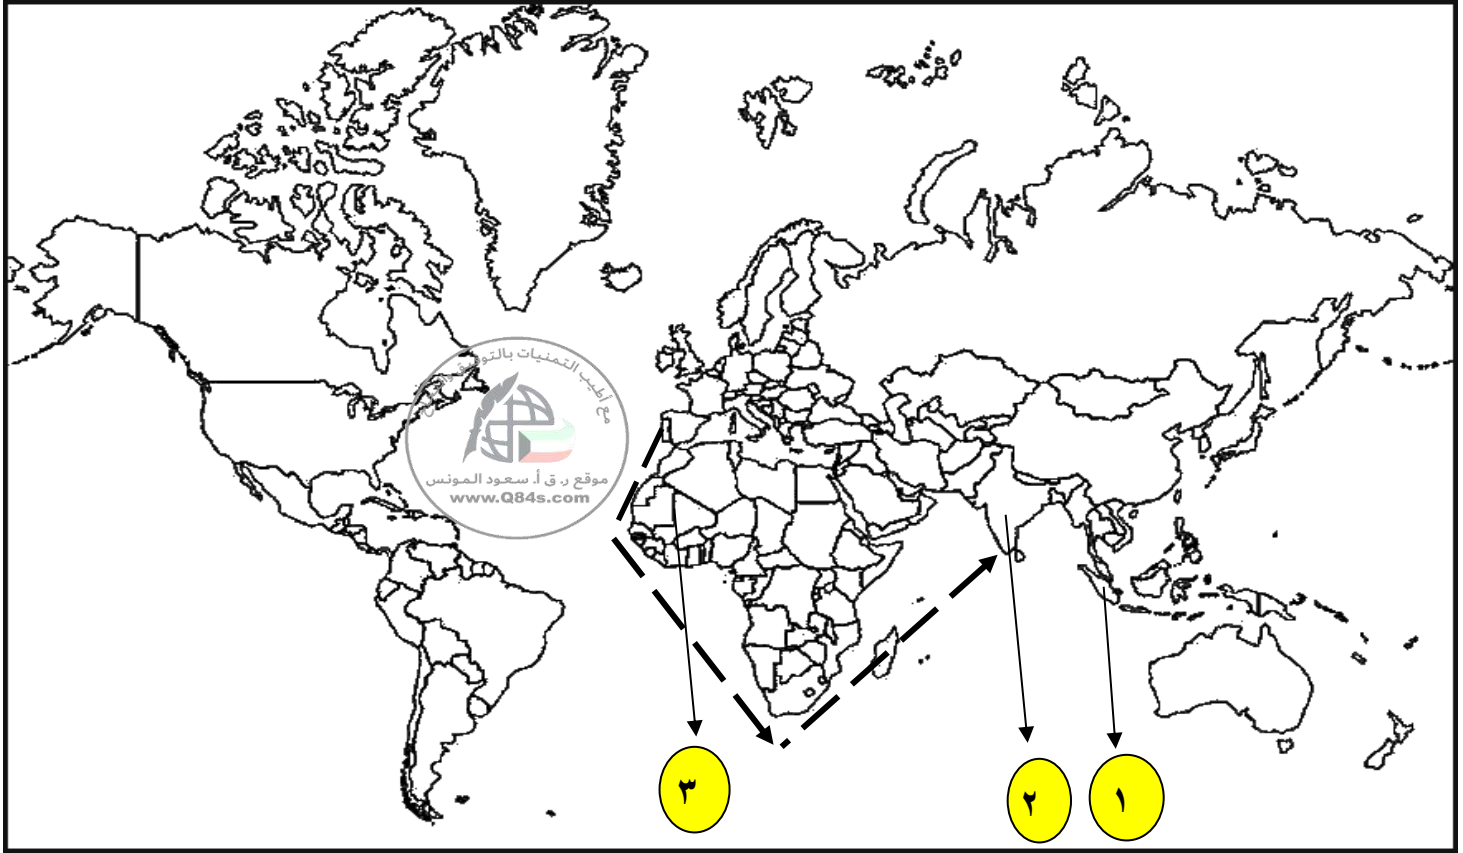 مع أطيب التمنيات بالتوفيق
موقع ر.ق أ. سعود المونس
www.Q84s.com
٣
٢
١